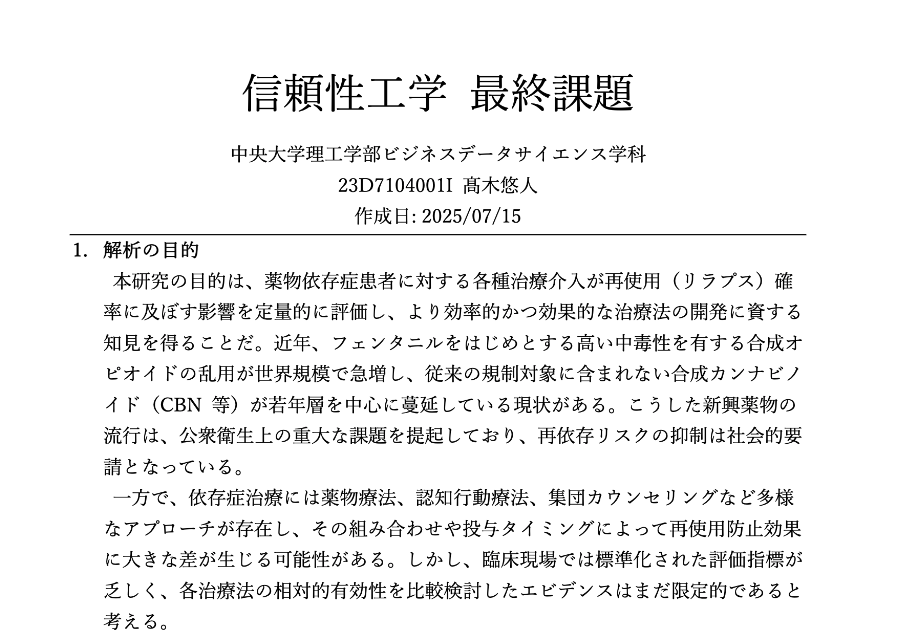 信頼性工学 最終課題
中央大学理工学部ビジネスデータサイエンス学科
23D7104001I 髙木悠人
作成日: 2025/07/15
1. 解析の目的
本研究の目的は、薬物依存症患者に対する各種治療介入が再使用（リラプス）確
率に及ぼす影響を定量的に評価し、より効率的かつ効果的な治療法の開発に資する
知見を得ることだ。近年、フェンタニルをはじめとする高い中毒性を有する合成オ
ピオイドの乱用が世界規模で急増し、従来の規制対象に含まれない合成カンナビノ
イド（CBN 等）が若年層を中心に蔓延している現状がある。こうした新興薬物の
流行は、公衆衛生上の重大な課題を提起しており、再依存リスクの抑制は社会的要
請となっている。
一方で、依存症治療には薬物療法、認知行動療法、集団カウンセリングなど多様
なアプローチが存在し、その組み合わせや投与タイミングによって再使用防止効果
に大きな差が生じる可能性がある。しかし、臨床現場では標準化された評価指標が
乏しく、各治療法の相対的有効性を比較検討したエビデンスはまだ限定的であると
考える。